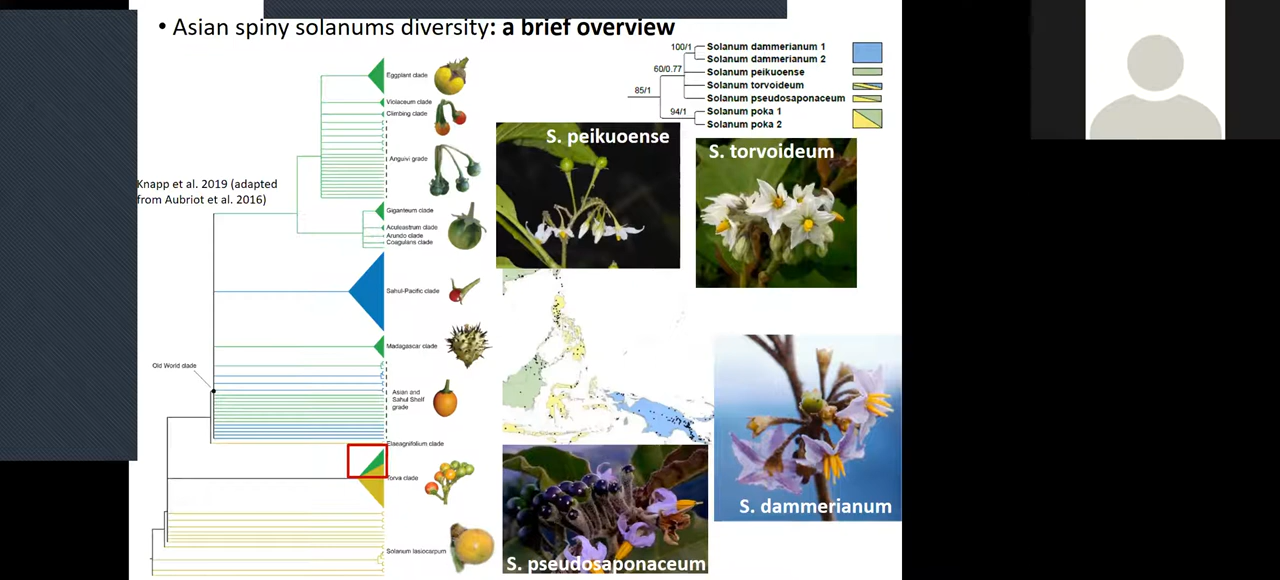 • Asian spiny solanums diversity: a brief overview
Eggplant clade
Violaceum clade
Climbing clade
Anguivi grade
Knapp et al. 2019 (adapted
from Aubriot et al. 2016)
Giganteum clade
Aculeastrum clade
Arundo clade
Coagulans clade
Sahul-Pacific clade
Madagascar clade
Old World clade
Asian and
Sahul Shelf
grade
Elaeagnifolium clade
Torva clade
Solanum lasiocarpum
100/1
60/0.77
85/1
94/1
Solanum dammerianum 1
Solanum dammerianum 2
Solanum peikuoense
Solanum torvoideum
Solanum pseudosaponaceum
Solanum poka 1
Solanum poka 2
S. peikuoense
S. torvoideum
S. dammerianum
S. pseudosaponaceum